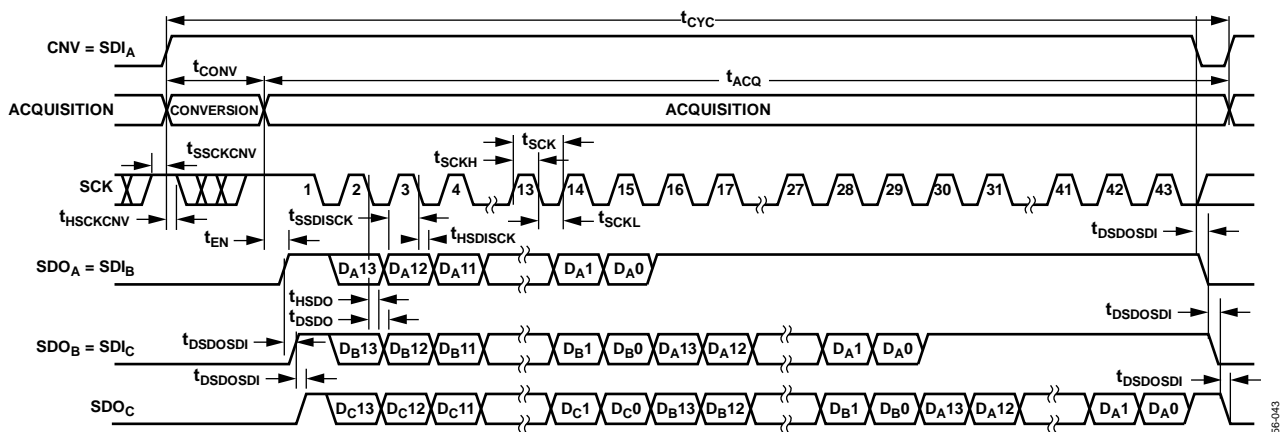 tCYC
CNV = SDIA
tCONV
tACQ
ACQUISITION
CONVERSION
ACQUISITION
tSSCKCNV
tSCK
tSCKH
SCK
1 2 3 4 13 14 15 16 17 27 28 29 30 31 41 42 43
tHSCKCNV
tSSDISCK
tSCKL
tEN
tHSDISCK
tDSDOSDI
SDOA = SDIB
DA13 DA12 DA11 DA1 DA0
tHSDO
tDSDO
tDSDOSDI
tDSDOSDI
SDOB = SDIC
DB13 DB12 DB11 DB1 DB0 DA13 DA12 DA1 DA0
tDSDOSDI
tDSDOSDI
SDOC
DC13 DC12 DC11 DC1 DC0 DB13 DB12 DB1 DB0 DA13 DA12 DA1 DA0